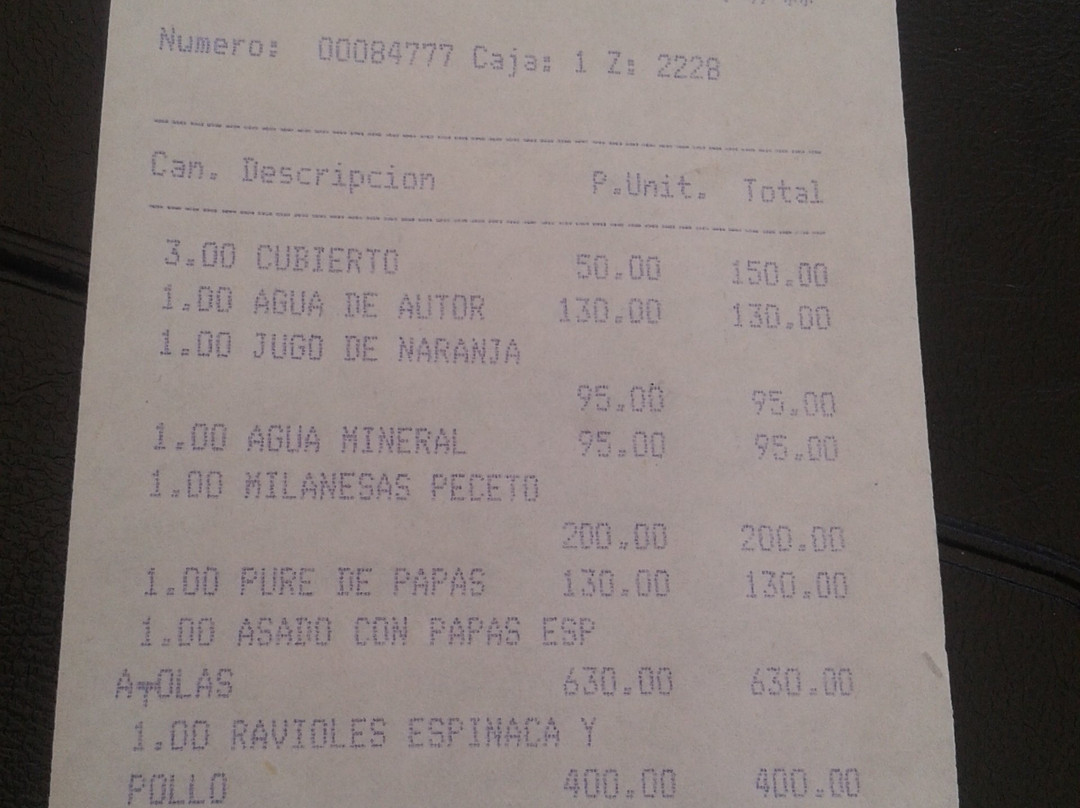 Numero: 00084777 Caja: 1 Z: 2228
Can. Descripcion P.Unit. Total
3.00 CUBIERTO 50.00 150.00
1.00 AGUA DE AUTOR 130.00 130.00
1.00 JUGO DE NARANJA
95.00 95.00
1.00 AGUA MINERAL 95.00 95.00
1.00 MILANESAS PECETO
200.00 200.00
1.00 PURE DE PAPAS 130.00 130.00
1.00 ASADO CON PAPAS ESP
630.00 630.00
1.00 RAVIOLES ESPINACA Y
POLLO 400.00 400.00